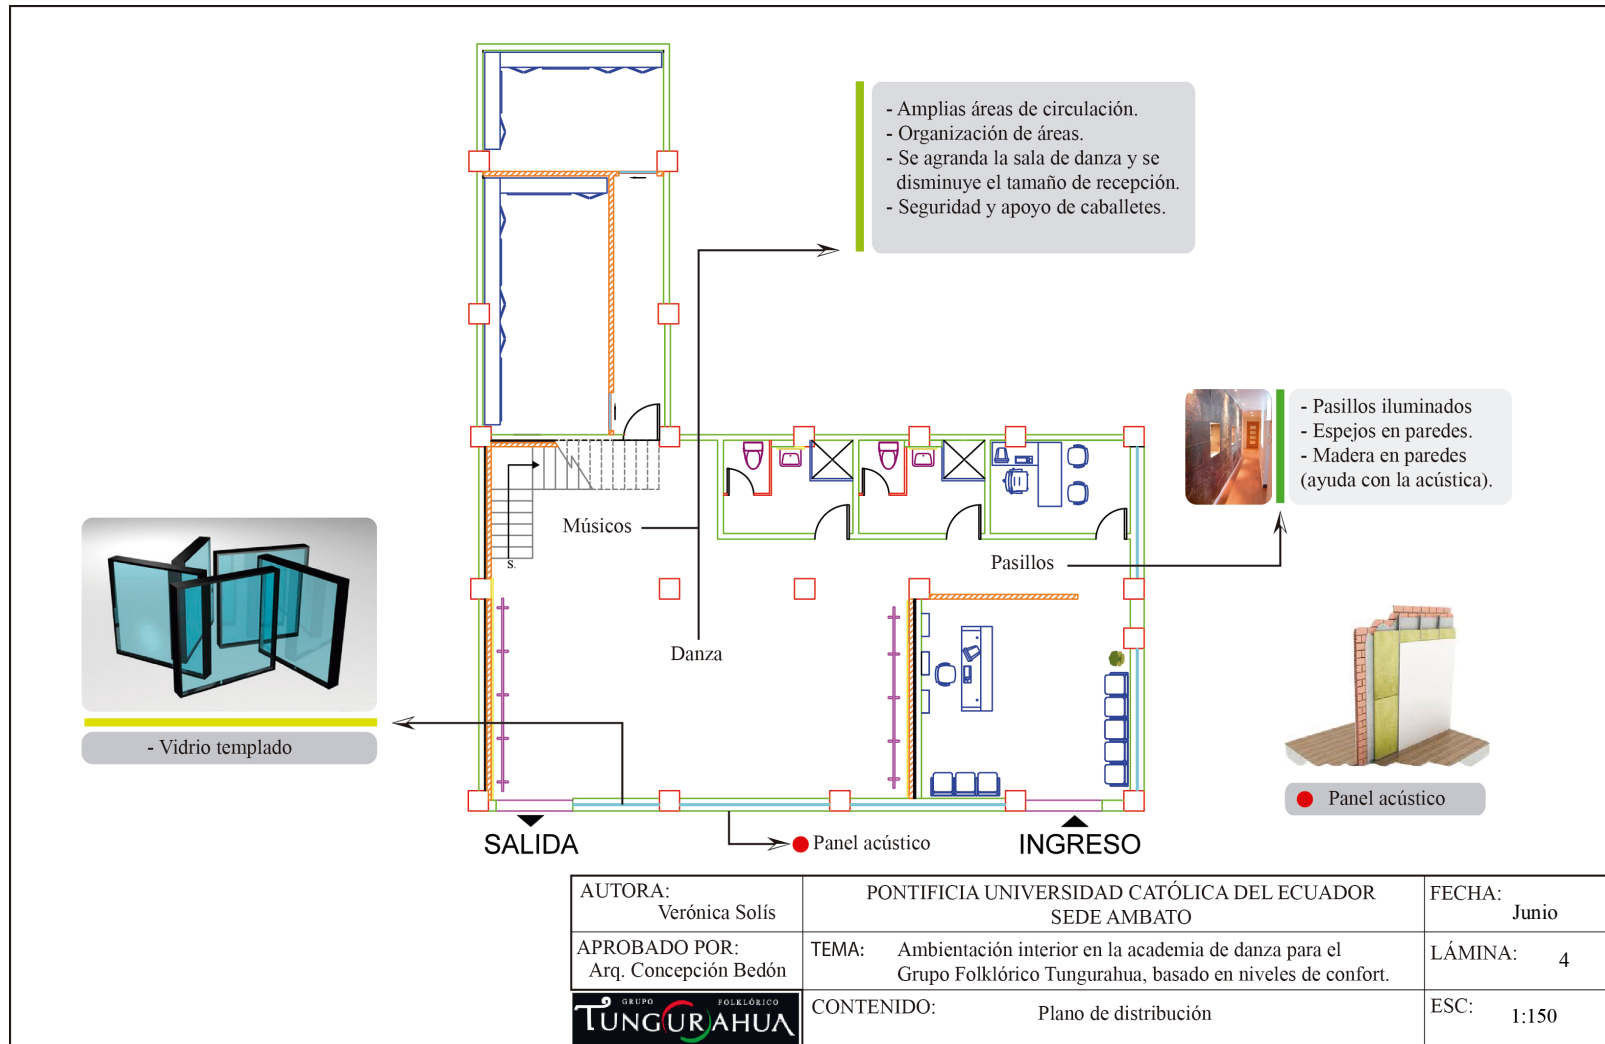 - Amplias áreas de circulación.
- Organización de áreas.
- Se agranda la sala de danza y se
disminuye el tamaño de recepción.
- Seguridad y apoyo de caballetes.
- Pasillos iluminados
- Espejos en paredes.
- Madera en paredes
(ayuda con la acústica).
Músicos
s.
Pasillos
Danza
- Vidrio templado
Panel acústico
SALIDA
Panel acústico
INGRESO
AUTORA:
Verónica Solís
PONTIFICIA UNIVERSIDAD CATÓLICA DEL ECUADOR
SEDE AMBATO
FECHA:
Junio
APROBADO POR:
Arq. Concepción Bedón
TEMA: Ambientación interior en la academia de danza para el
Grupo Folklórico Tungurahua, basado en niveles de confort.
LÁMINA: 4
GRUPO FOLKLÓRICO
TUNGURAHUA
CONTENIDO: Plano de distribución
ESC: 1:150